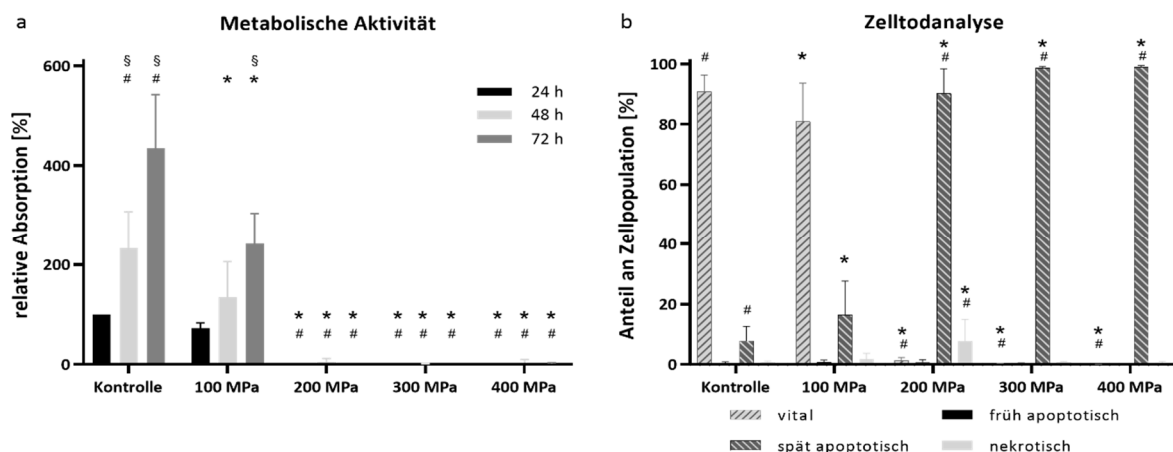 a
Metabolische Aktivität
relative Absorption [%]
600
400
200
0
§ § §
# # * *
24 h
48 h
72 h
* * * * * * * * *
# # # # # # # # #
Kontrolle 100 MPa 200 MPa 300 MPa 400 MPa
b
Zelltodanalyse
Anteil an Zellpopulation [%]
100
80
60
40
20
0
# * * * *
# # #
# * * * * *
# # # #
Kontrolle 100 MPa 200 MPa 300 MPa 400 MPa
vital
früh apoptotisch
spät apoptotisch
nekrotisch